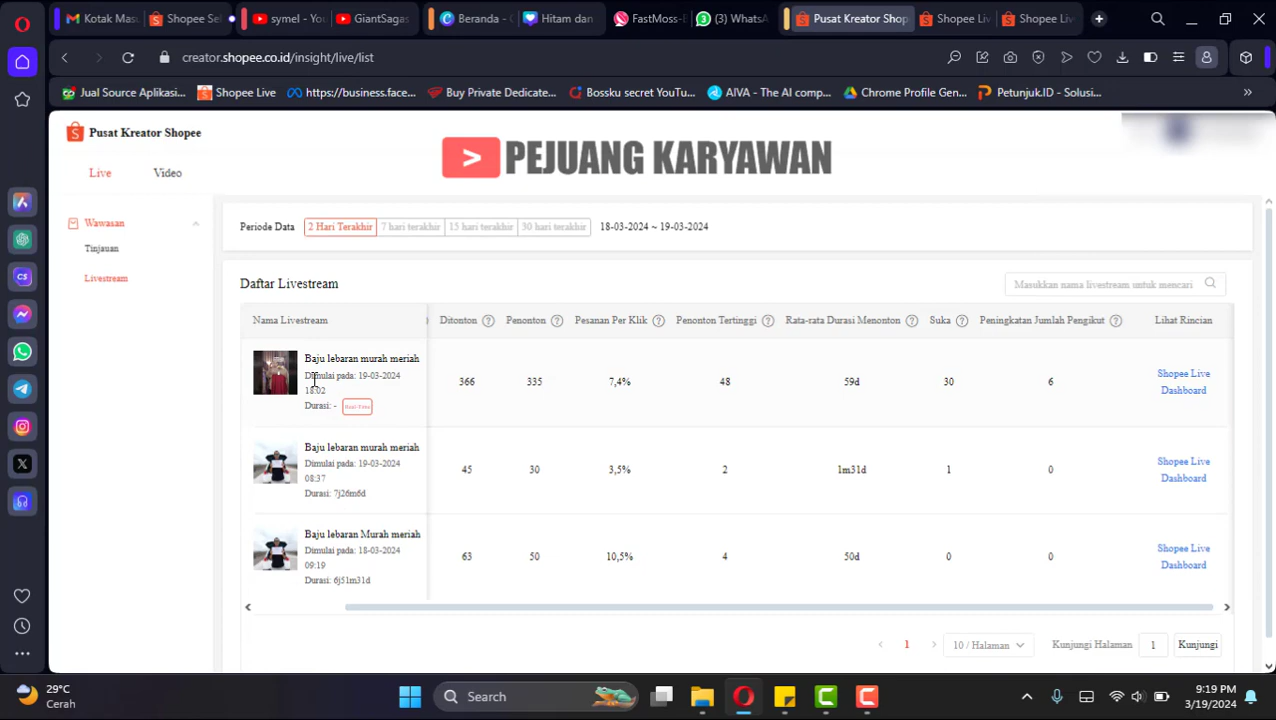 M Kotak Masuk
Shopee Sel
symel - You
GiantSagas
Beranda - C
Hitam dan
FastMoss-E
(3) WhatsA
Pusat Kreator Shop
Shopee Liv
Shopee Liv
creator.shopee.co.id/insight/live/list
Jual Source Aplikasi...
Shopee Live
https://business.face...
Buy Private Dedicate...
Bossku secret YouTu...
AIVA - The AI comp...
Chrome Profile Gen...
Petunjuk.ID - Solusi...
Pusat Kreator Shopee
> PEJUANG KARYAWAN
Live Video
Wawasan
Tinjauan
Livestream
Periode Data 2 Hari Terakhir 7 hari terakhir 15 hari terakhir 30 hari terakhir 18-03-2024 ~ 19-03-2024
Daftar Livestream
Masukkan nama livestream untuk mencari
Nama Livestream Ditonton Penonton Pesanan Per Klik Penonton Tertinggi Rata-rata Durasi Menonton Suka Peningkatan Jumlah Pengikut Lihat Rincian
Baju lebaran murah meriah
Dimulai pada: 19-03-2024
18:02
Durasi: - Real-Time
366 335 7,4% 48 59d 30 6
Shopee Live
Dashboard
Baju lebaran murah meriah
Dimulai pada: 19-03-2024
08:37
Durasi: 7j26m6d
45 30 3,5% 2 1m31d 1 0
Shopee Live
Dashboard
Baju lebaran Murah meriah
Dimulai pada: 18-03-2024
09:19
Durasi: 6j51m31d
63 50 10,5% 4 50d 0 0
Shopee Live
Dashboard
1 10 / Halaman Kunjungi Halaman 1 Kunjungi
29°C
Cerah
Search
9:19 PM
3/19/2024